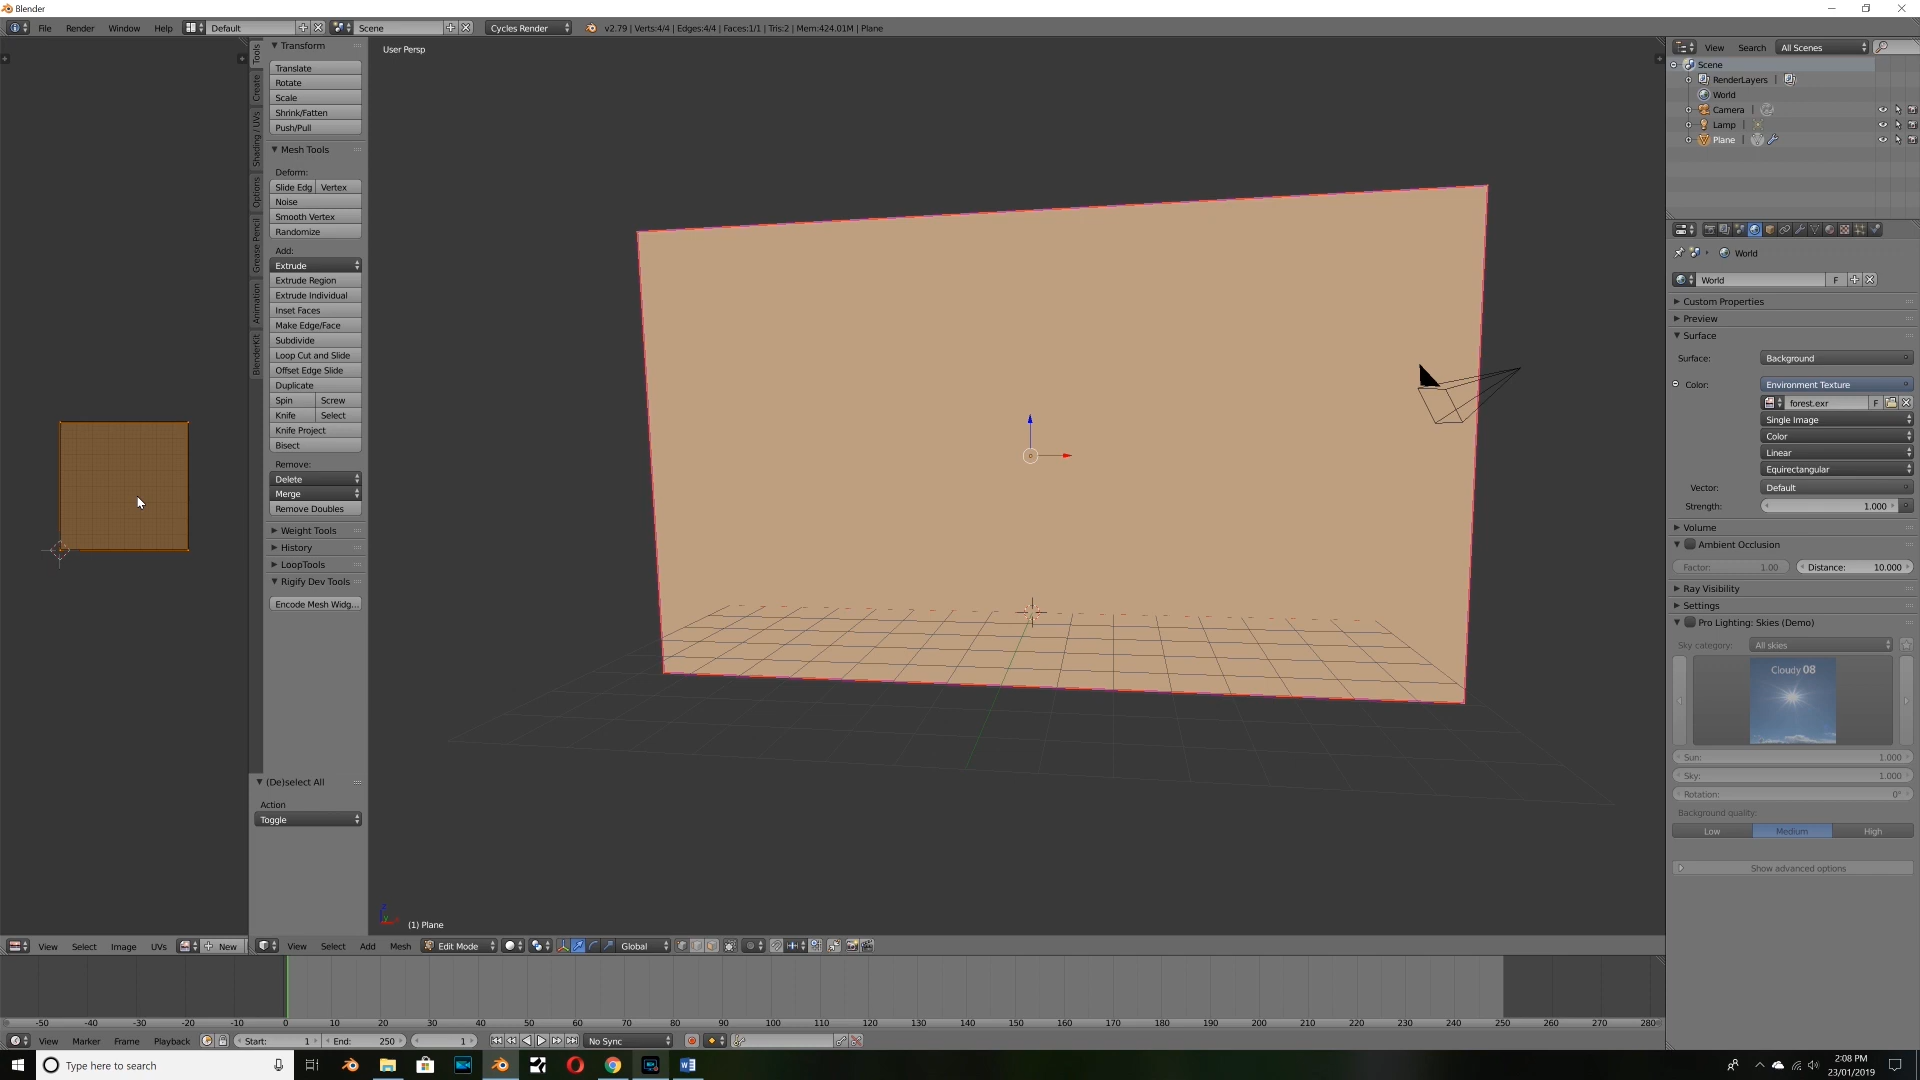 Blender
File Render Window Help Default Scene Cycles Render v2.79 | Verts:4/4 | Edges:4/4 | Faces:1/1 | Tris:2 | Mem:424.01M | Plane
User Persp
Tools
Create
Shading / UVs
Options
Grease Pencil
Animation
BlenderKit
Transform
Translate
Rotate
Scale
Shrink/Fatten
Push/Pull
Mesh Tools
Deform:
Slide Edg Vertex
Noise
Smooth Vertex
Randomize
Add:
Extrude
Extrude Region
Extrude Individual
Inset Faces
Make Edge/Face
Subdivide
Loop Cut and Slide
Offset Edge Slide
Duplicate
Spin Screw
Knife Select
Knife Project
Bisect
Remove:
Delete
Merge
Remove Doubles
Weight Tools
History
LoopTools
Rigify Dev Tools
Encode Mesh Widg...
(De)select All
Action
Toggle
(1) Plane
View Search All Scenes
Scene
RenderLayers |
World
Camera |
Lamp |
Plane |
World
World F
Custom Properties
Preview
Surface
Surface: Background
Color: Environment Texture
forest.exr F
Single Image
Color
Linear
Equirectangular
Vector: Default
Strength: 1.000
Volume
Ambient Occlusion
Factor: 1.00 Distance: 10.000
Ray Visibility
Settings
Pro Lighting: Skies (Demo)
Sky category: All skies
Cloudy 08
Sun: 1.000
Sky: 1.000
Rotation: 0°
Background quality:
Low Medium High
Show advanced options
View Select Image UVs New View Select Add Mesh Edit Mode Global
-50 -40 -30 -20 -10 0 10 20 30 40 50 60 70 80 90 100 110 120 130 140 150 160 170 180 190 200 210 220 230 240 250 260 270 280
View Marker Frame Playback Start: 1 End: 250 1 No Sync
Type here to search
2:08 PM
23/01/2019